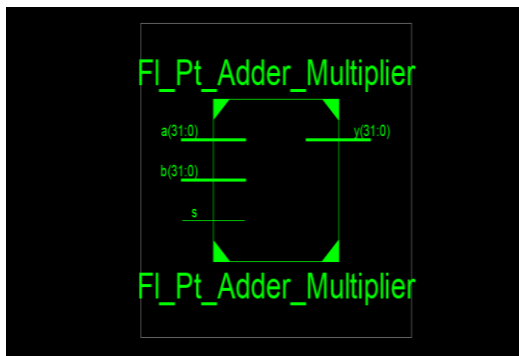 Fl_Pt_Adder_Multiplier
a(31:0)
y(31:0)
b(31:0)
s
Fl_Pt_Adder_Multiplier